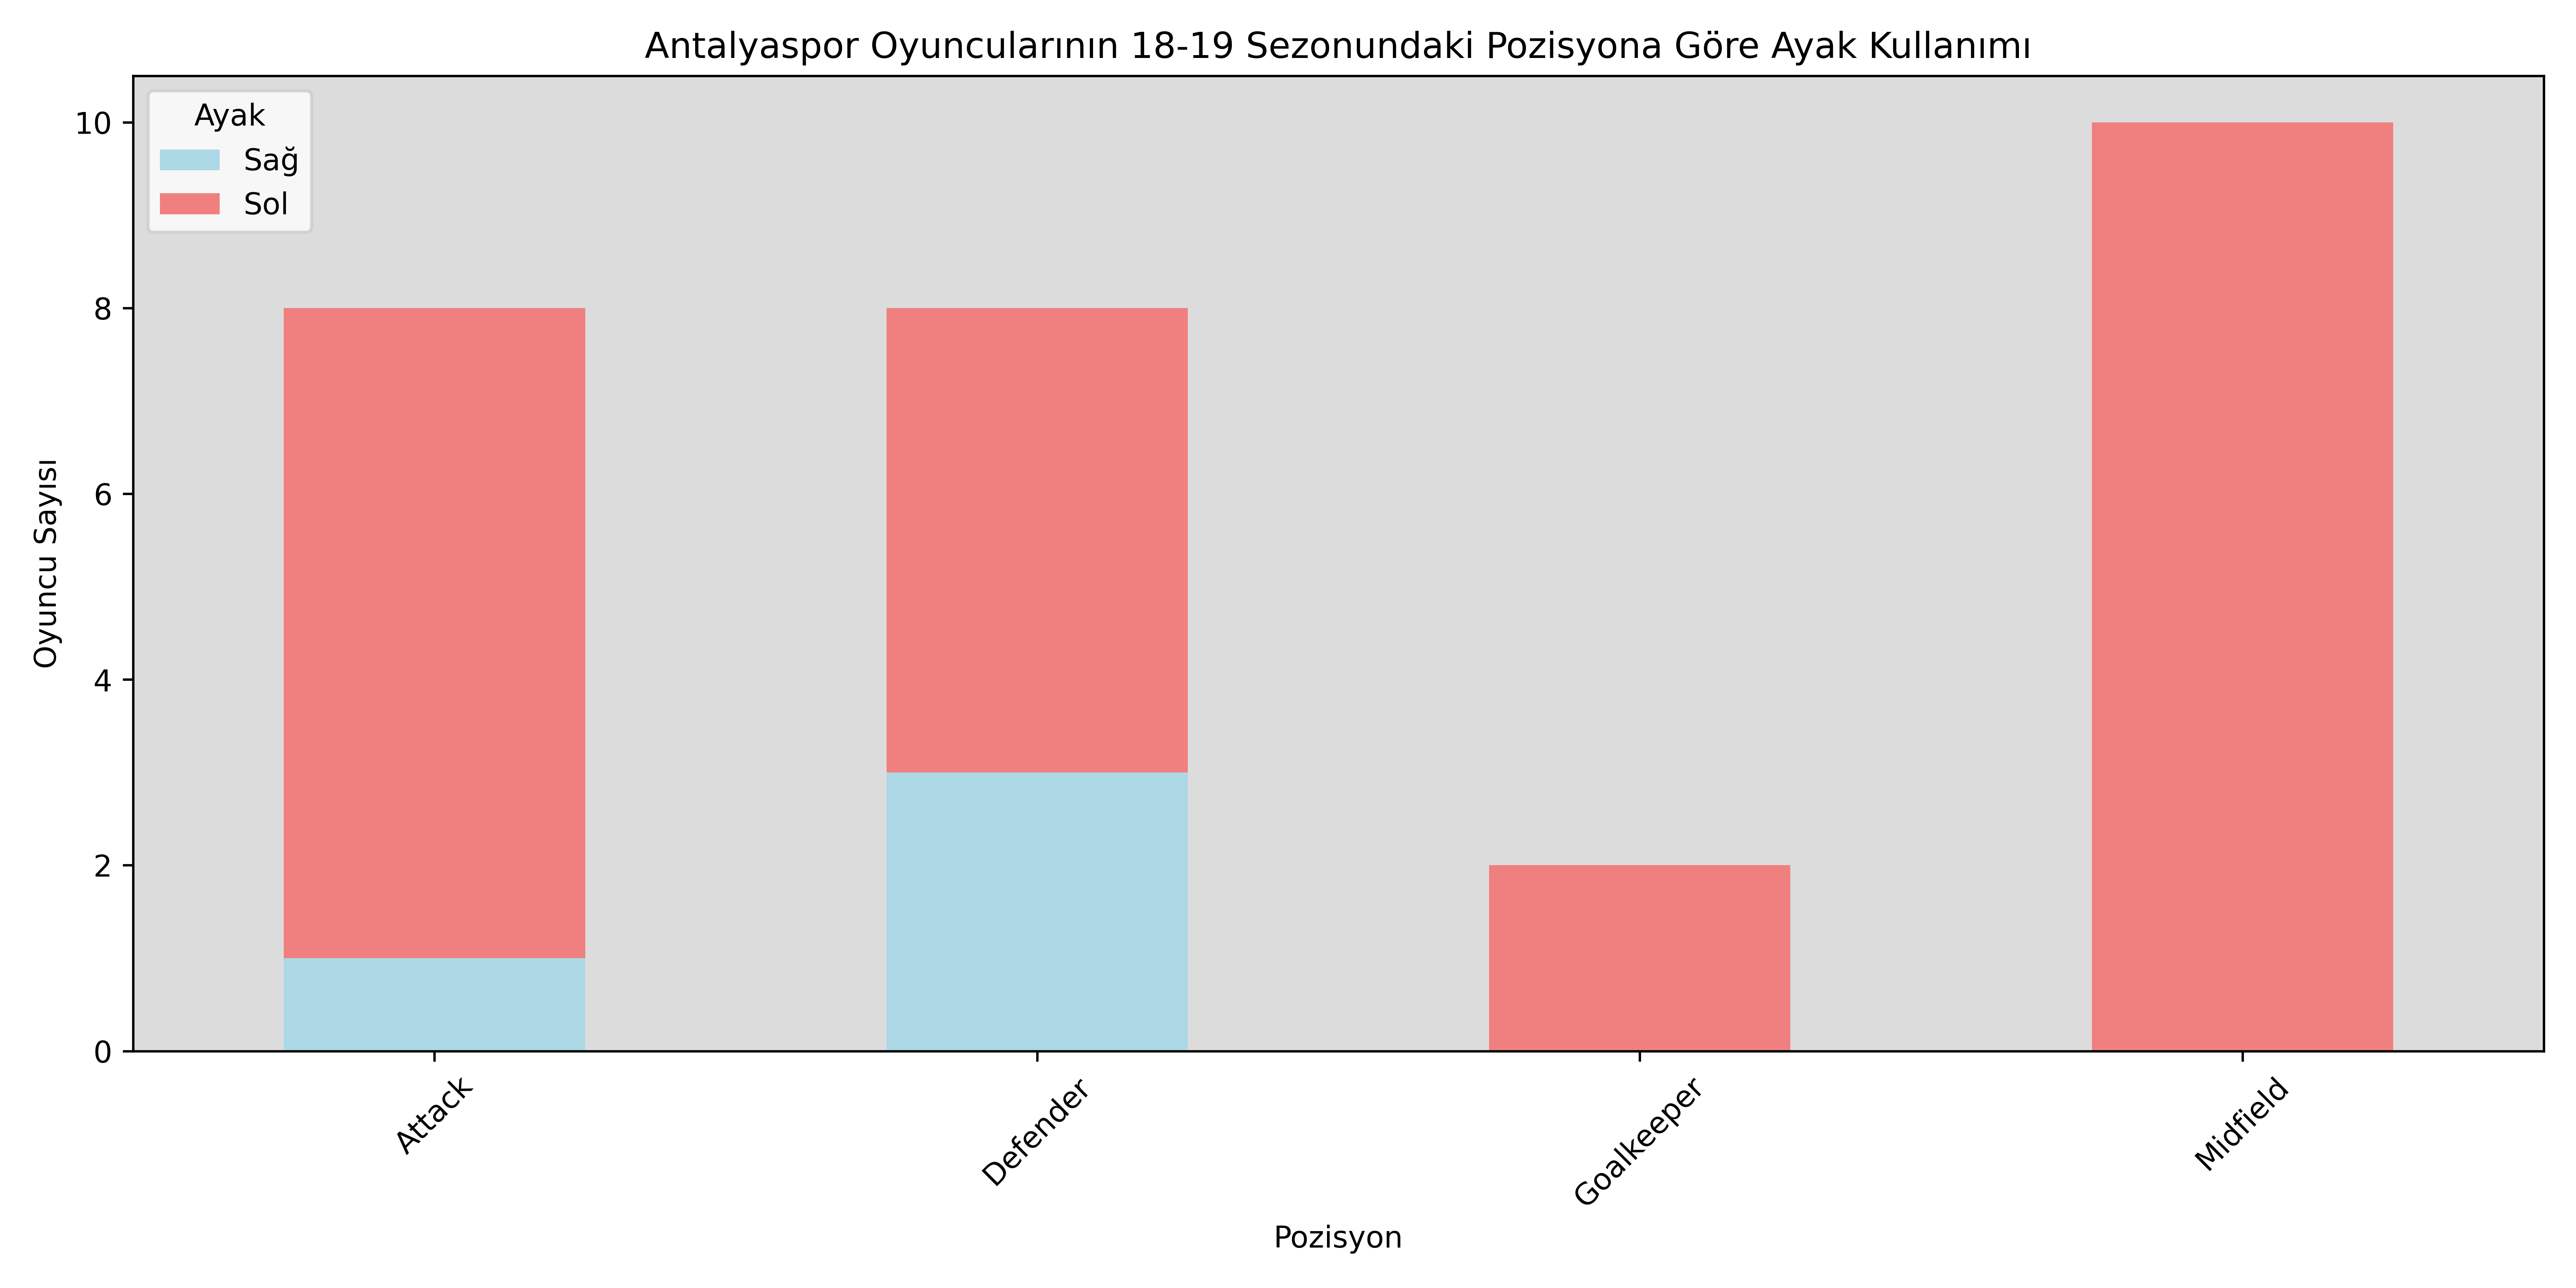 Antalyaspor Oyuncularının 18-19 Sezonundaki Pozisyona Göre Ayak Kullanımı
Ayak
Sağ
Sol
Oyuncu Sayısı
10
8
6
4
2
0
Attack
Defender
Goalkeeper
Midfield
Pozisyon